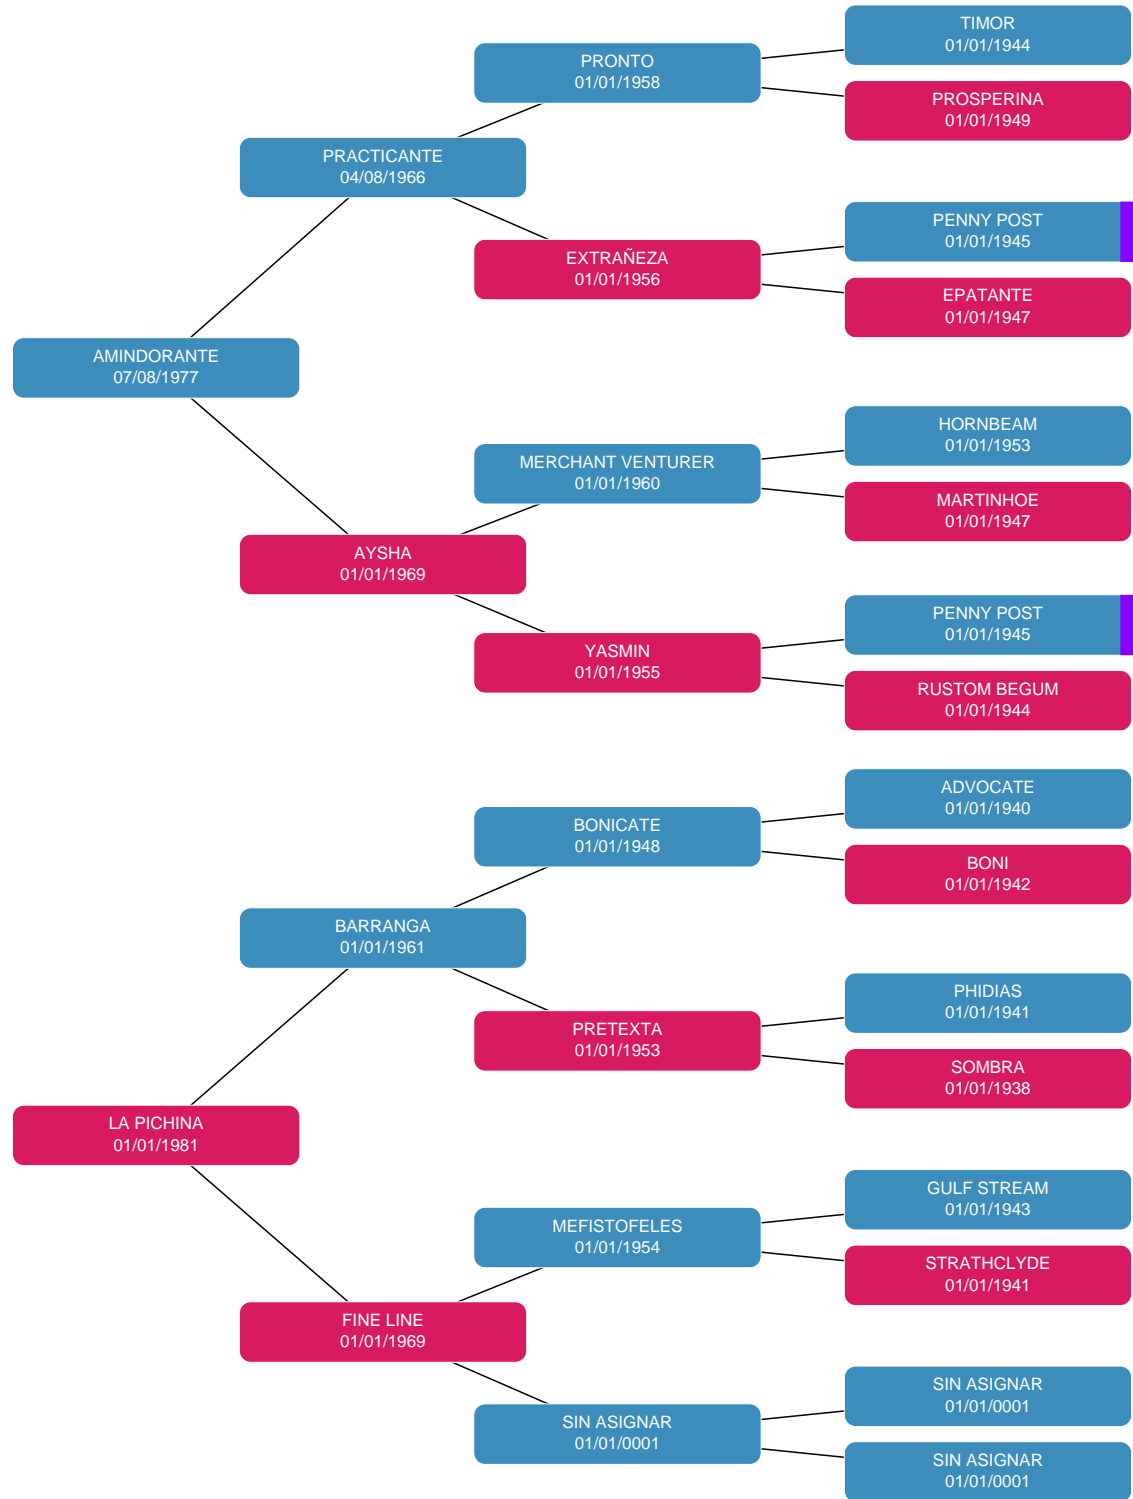 TIMOR
01/01/1944
PRONTO
01/01/1958
PROSPERINA
01/01/1949
PRACTICANTE
04/08/1966
PENNY POST
01/01/1945
EXTRAÑEZA
01/01/1956
EPATANTE
01/01/1947
AMINDORANTE
07/08/1977
HORNBEAM
01/01/1953
MERCHANT VENTURER
01/01/1960
MARTINHOE
01/01/1947
AYSHA
01/01/1969
PENNY POST
01/01/1945
YASMIN
01/01/1955
RUSTOM BEGUM
01/01/1944
ADVOCATE
01/01/1940
BONICATE
01/01/1948
BONI
01/01/1942
BARRANGA
01/01/1961
PHIDIAS
01/01/1941
PRETEXTA
01/01/1953
SOMBRA
01/01/1938
LA PICHINA
01/01/1981
GULF STREAM
01/01/1943
MEFISTOFELES
01/01/1954
STRATHCLYDE
01/01/1941
FINE LINE
01/01/1969
SIN ASIGNAR
01/01/0001
SIN ASIGNAR
01/01/0001
SIN ASIGNAR
01/01/0001